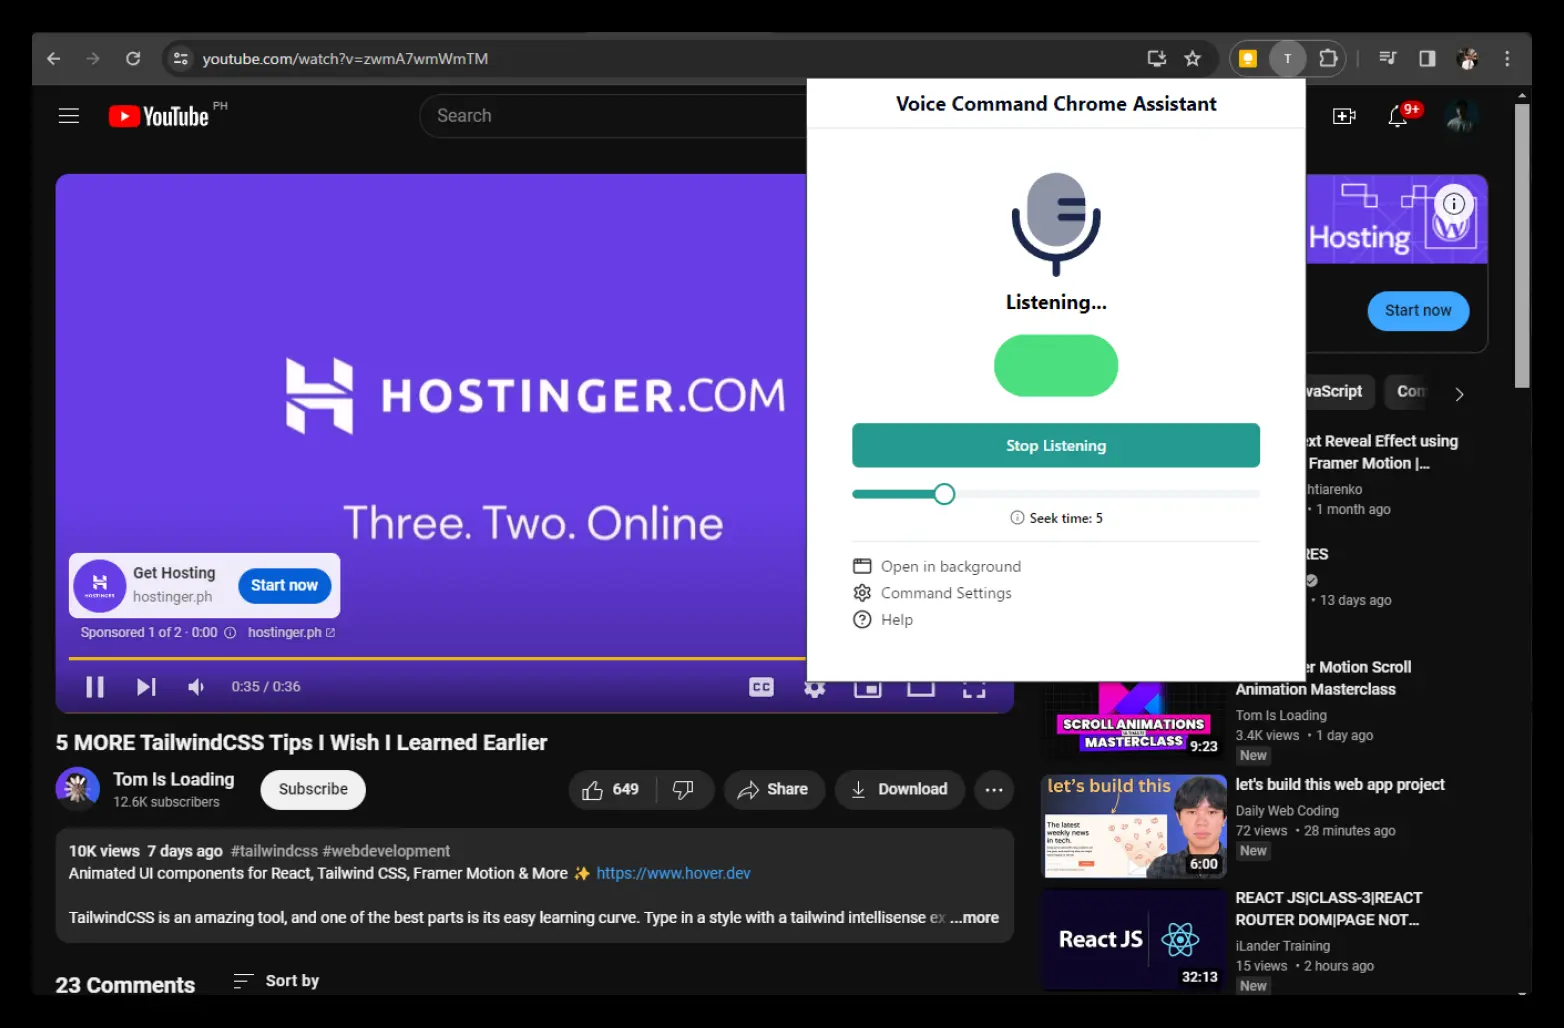 youtube.com/watch?v=zwmA7wmWmTM
T
YouTube PH
Search
9+
Voice Command Chrome Assistant
Listening...
Stop Listening
Seek time: 5
Open in background
Command Settings
Help
HOSTINGER.COM
Three. Two. Online
HOSTINGER
Get Hosting
hostinger.ph
Start now
Sponsored 1 of 2 · 0:00 hostinger.ph
0:35 / 0:36
CC
5 MORE TailwindCSS Tips I Wish I Learned Earlier
Tom Is Loading
12.6K subscribers
Subscribe
649
Share
Download
10K views 7 days ago #tailwindcss #webdevelopment
Animated UI components for React, Tailwind CSS, Framer Motion & More ✨ https://www.hover.dev
TailwindCSS is an amazing tool, and one of the best parts is its easy learning curve. Type in a style with a tailwind intellisense ex ...more
23 Comments
Sort by
Hosting
Start now
vaScript
Con
ext Reveal Effect using
Framer Motion |...
htiarenko
• 1 month ago
RES
• 13 days ago
r Motion Scroll
Animation Masterclass
Tom Is Loading
3.4K views • 1 day ago
New
SCROLL ANIMATIONS
ULTIMATE
MASTERCLASS
9:23
let's build this
The latest
weekly news
in tech.
6:00
let's build this web app project
Daily Web Coding
72 views • 28 minutes ago
New
React JS
32:13
REACT JS|CLASS-3|REACT
ROUTER DOM|PAGE NOT...
iLander Training
15 views • 2 hours ago
New